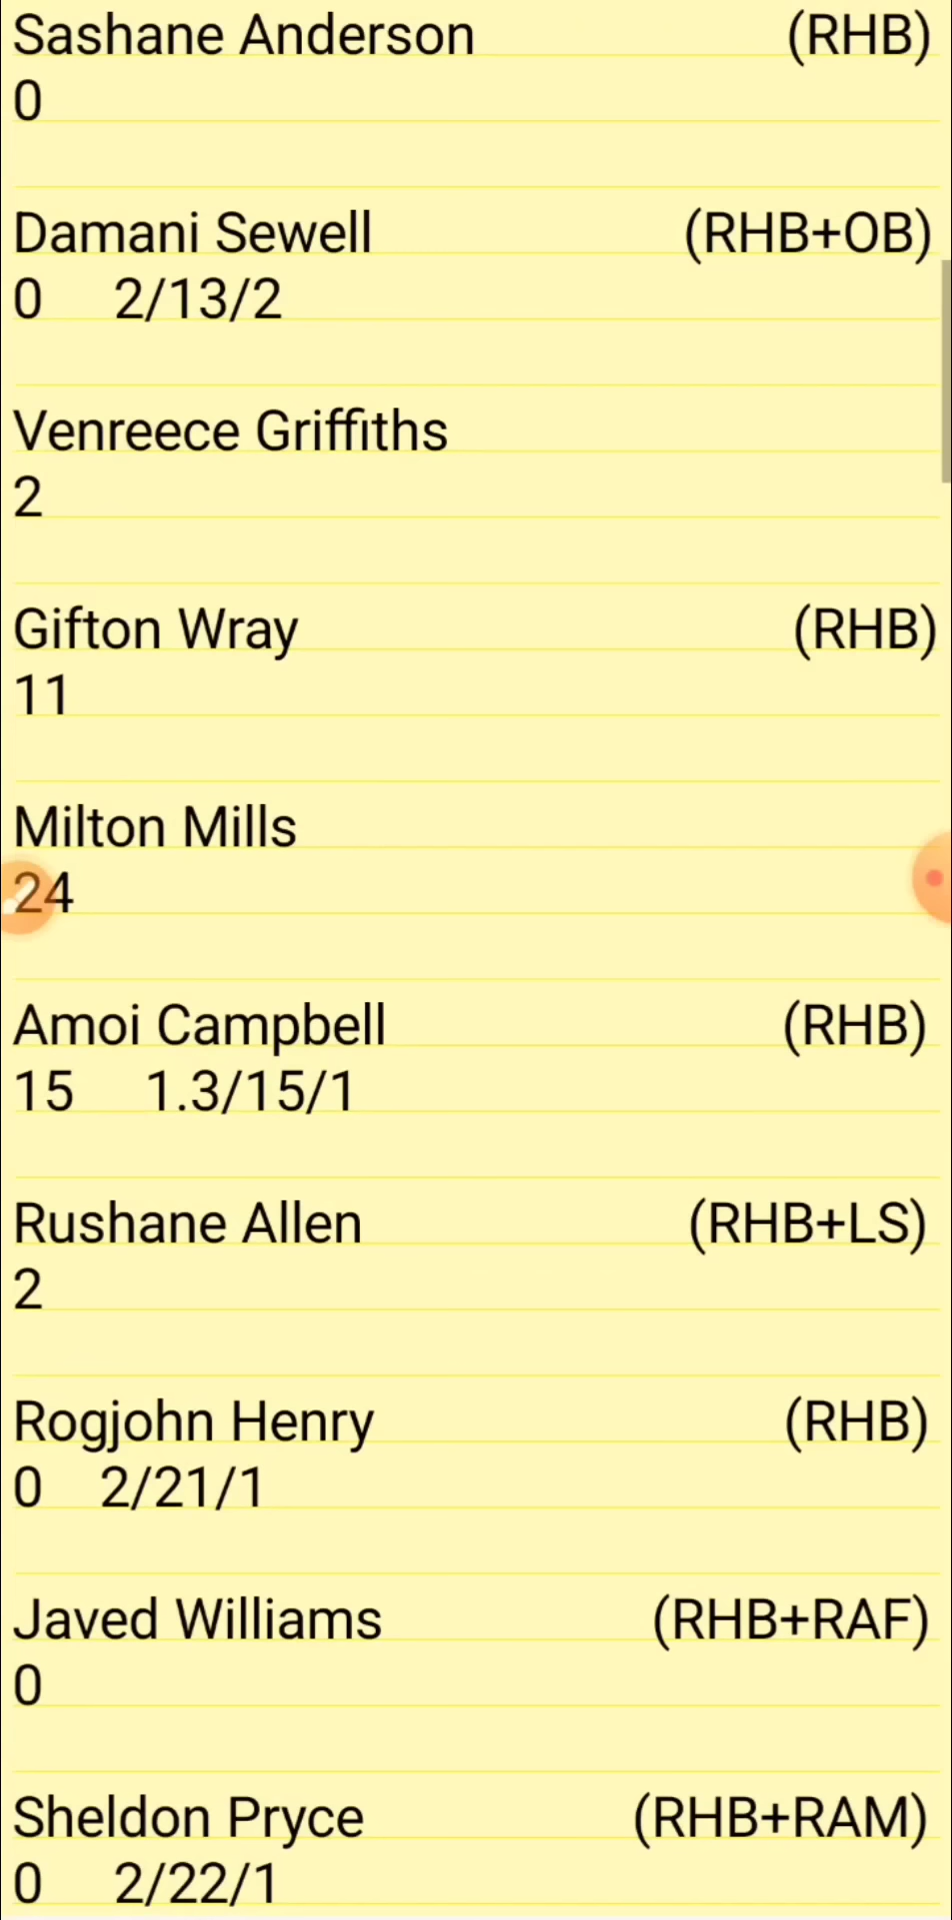 Sashane Anderson (RHB)
0
Damani Sewell (RHB+OB)
0 2/13/2
Venreece Griffiths
2
Gifton Wray (RHB)
11
Milton Mills
24
Amoi Campbell (RHB)
15 1.3/15/1
Rushane Allen (RHB+LS)
2
Rogjohn Henry (RHB)
0 2/21/1
Javed Williams (RHB+RAF)
0
Sheldon Pryce (RHB+RAM)
0 2/22/1